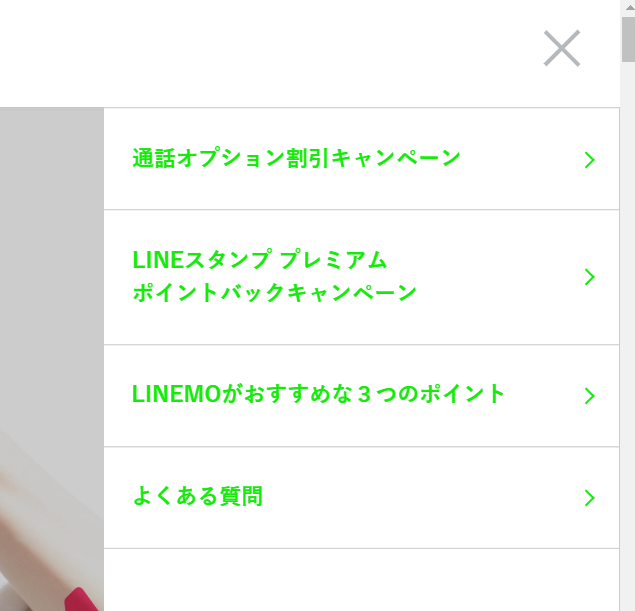 通話オプション割引キャンペーン
LINEスタンプ プレミアム
ポイントバックキャンペーン
LINEMOがおすすめな３つのポイント
よくある質問